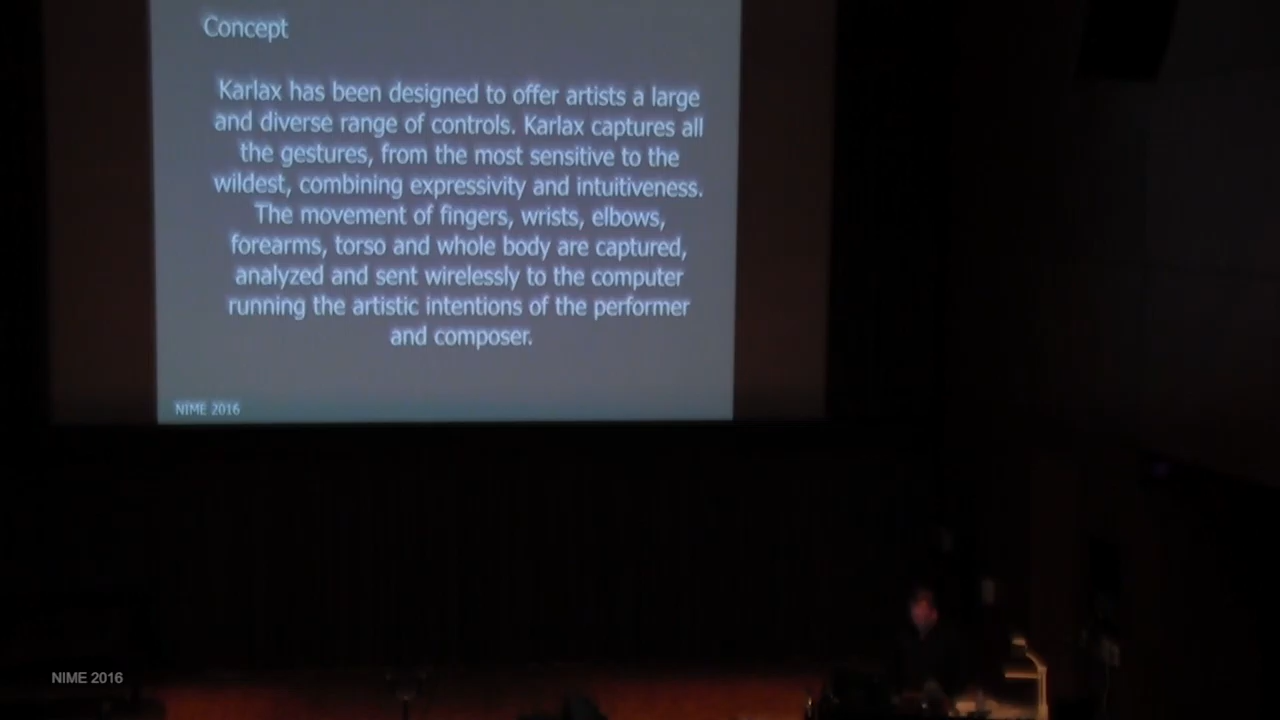 Concept
Karlax has been designed to offer artists a large
and diverse range of controls. Karlax captures all
the gestures, from the most sensitive to the
wildest, combining expressivity and intuitiveness.
The movement of fingers, wrists, elbows,
forearms, torso and whole body are captured,
analyzed and sent wirelessly to the computer
running the artistic intentions of the performer
and composer.
NIME 2016
NIME 2016